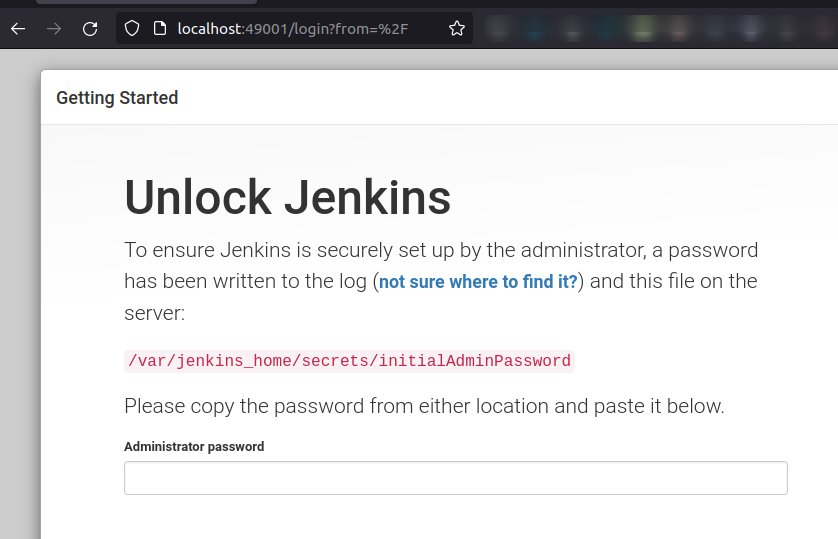 localhost:49001/login?from=%2F
Getting Started
Unlock Jenkins
To ensure Jenkins is securely set up by the administrator, a password
has been written to the log (not sure where to find it?) and this file on the
server:
/var/jenkins_home/secrets/initialAdminPassword
Please copy the password from either location and paste it below.
Administrator password